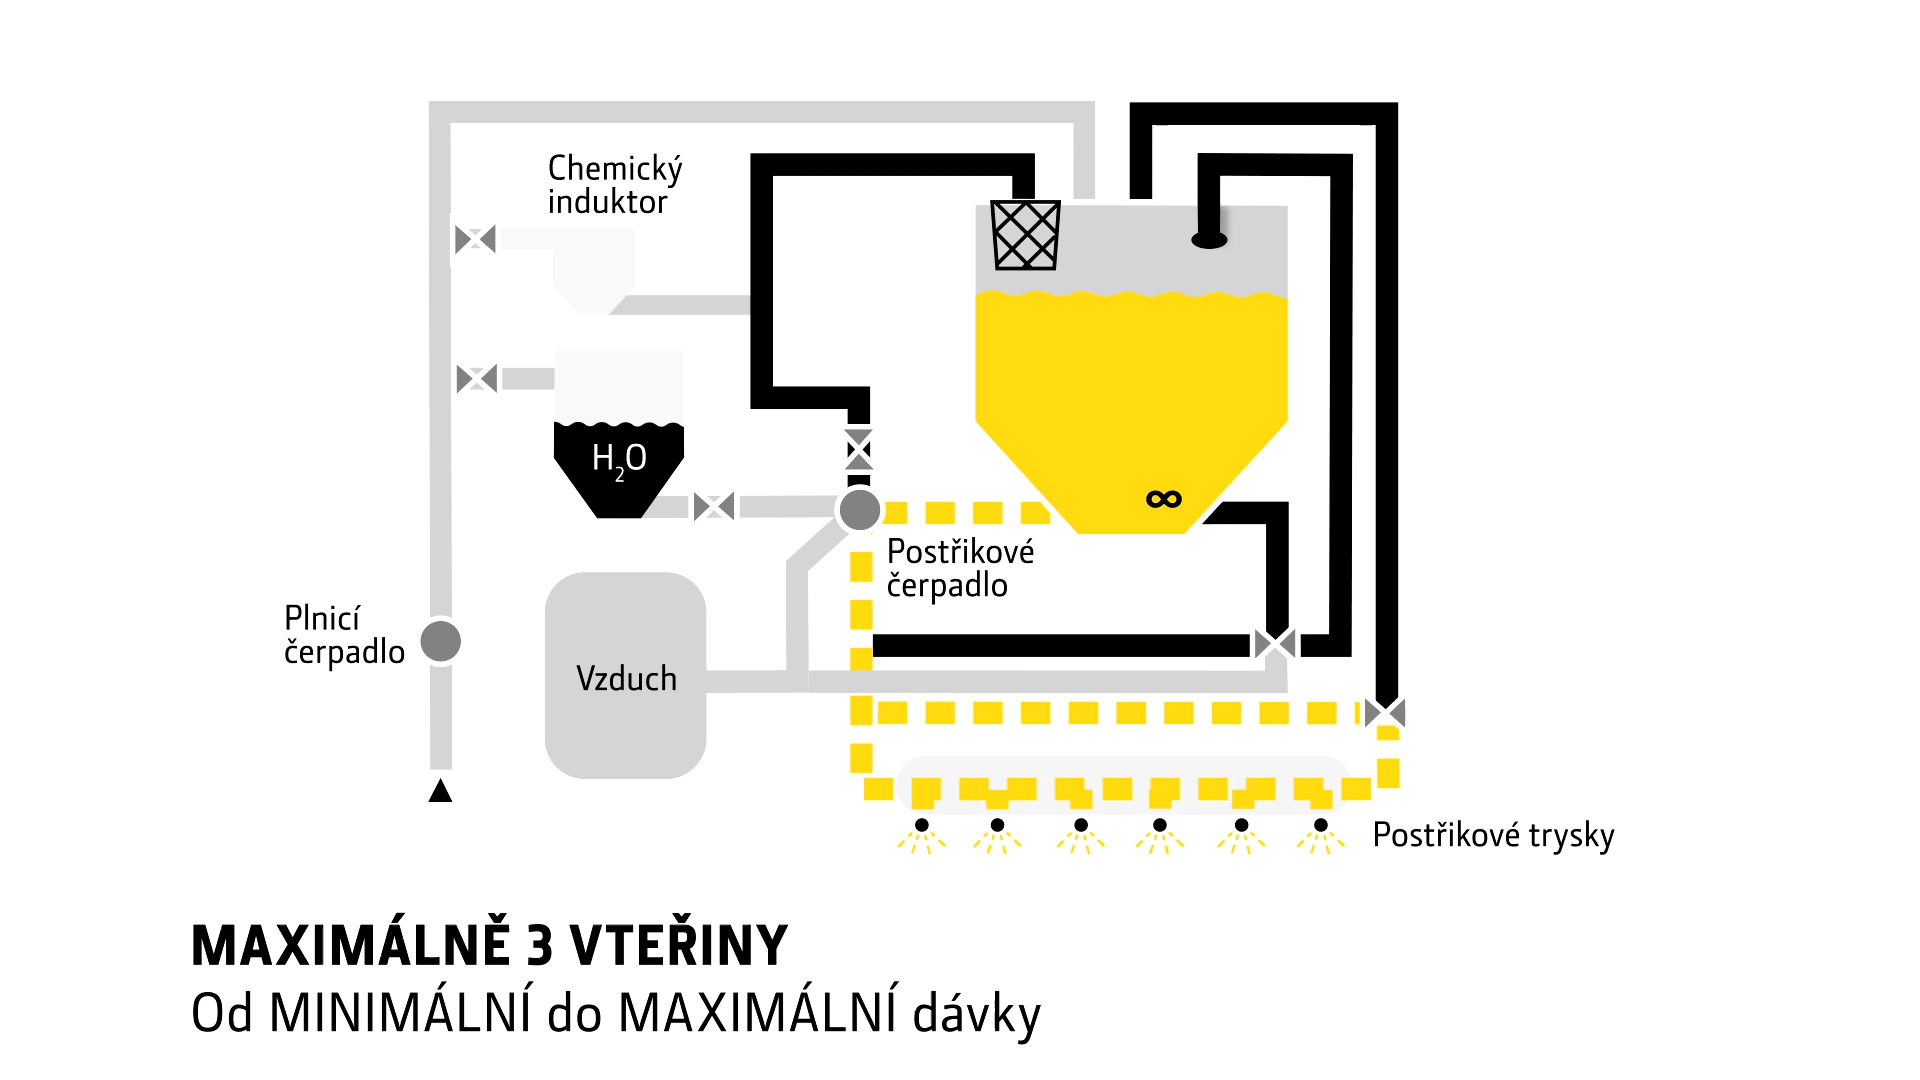 Chemický
induktor
H₂O
Postřikové
čerpadlo
Plnicí
čerpadlo
Vzduch
Postřikové trysky
MAXIMÁLNĚ 3 VTEŘINY
Od MINIMÁLNÍ do MAXIMÁLNÍ dávky